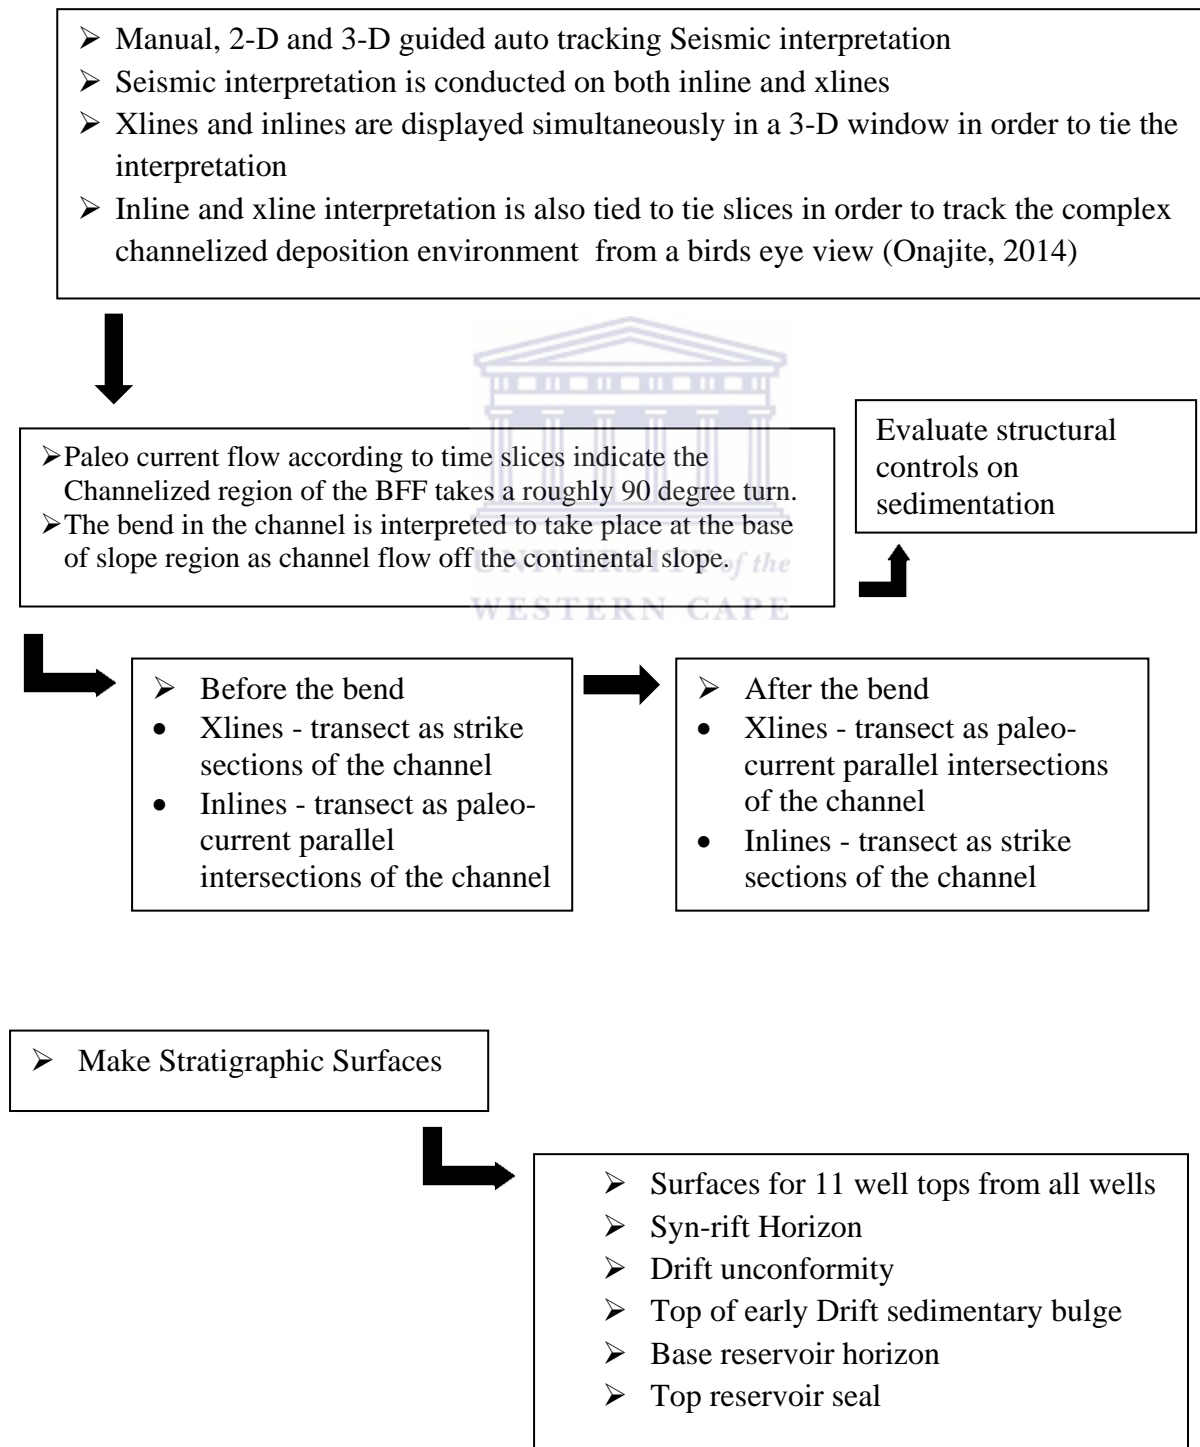 ➢ Manual, 2-D and 3-D guided auto tracking Seismic interpretation
➢ Seismic interpretation is conducted on both inline and xlines
➢ Xlines and inlines are displayed simultaneously in a 3-D window in order to tie the
interpretation
➢ Inline and xline interpretation is also tied to tie slices in order to track the complex
channelized deposition environment from a birds eye view (Onajite, 2014)
➢ Paleo current flow according to time slices indicate the
Channelized region of the BFF takes a roughly 90 degree turn.
➢ The bend in the channel is interpreted to take place at the base
of slope region as channel flow off the continental slope.
Evaluate structural
controls on
sedimentation
UNIVERSITY of the
WESTERN CAPE
➢ Before the bend
• Xlines - transect as strike
sections of the channel
• Inlines - transect as paleo-
current parallel
intersections of the channel
➢ After the bend
• Xlines - transect as paleo-
current parallel intersections
of the channel
• Inlines - transect as strike
sections of the channel
➢ Make Stratigraphic Surfaces
➢ Surfaces for 11 well tops from all wells
➢ Syn-rift Horizon
➢ Drift unconformity
➢ Top of early Drift sedimentary bulge
➢ Base reservoir horizon
➢ Top reservoir seal